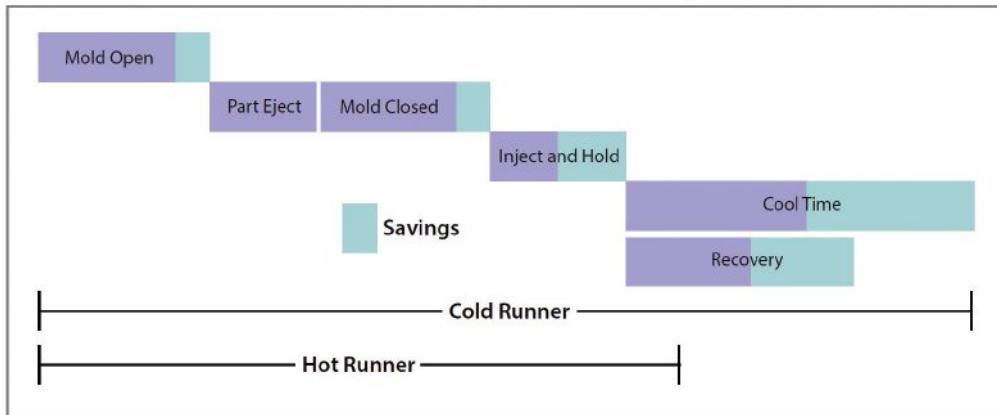 Mold Open
Part Eject
Mold Closed
Inject and Hold
Cool Time
Savings
Recovery
Cold Runner
Hot Runner